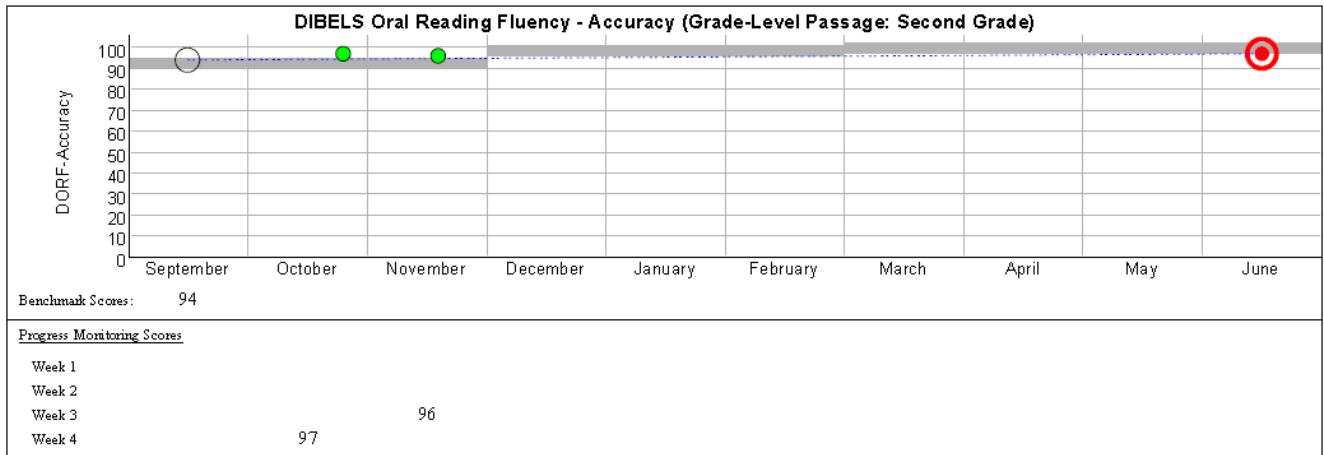 DIBELS Oral Reading Fluency - Accuracy (Grade-Level Passage: Second Grade)
DORF-Accuracy
100
90
80
70
60
50
40
30
20
10
0
September October November December January February March April May June
Benchmark Scores: 94
Progress Monitoring Scores
Week 1
Week 2
Week 3 96
Week 4 97